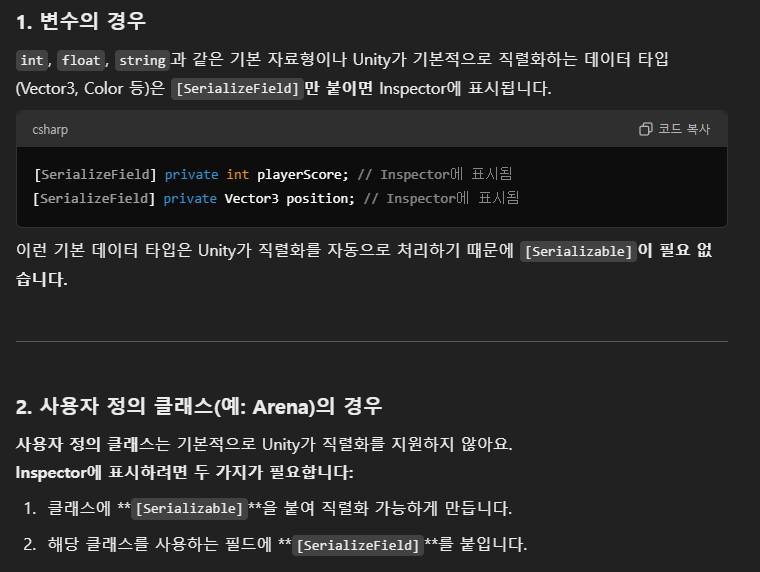 1. 변수의 경우
int, float, string과 같은 기본 자료형이나 Unity가 기본적으로 직렬화하는 데이터 타입
(Vector3, Color 등)은 [SerializeField]만 붙이면 Inspector에 표시됩니다.
csharp
코드 복사
[SerializeField] private int playerScore; // Inspector에 표시됨
[SerializeField] private Vector3 position; // Inspector에 표시됨
이런 기본 데이터 타입은 Unity가 직렬화를 자동으로 처리하기 때문에 [Serializable]이 필요 없
습니다.
2. 사용자 정의 클래스(예: Arena)의 경우
사용자 정의 클래스는 기본적으로 Unity가 직렬화를 지원하지 않아요.
Inspector에 표시하려면 두 가지가 필요합니다:
1. 클래스에 **[Serializable]**을 붙여 직렬화 가능하게 만듭니다.
2. 해당 클래스를 사용하는 필드에 **[SerializeField]**를 붙입니다.